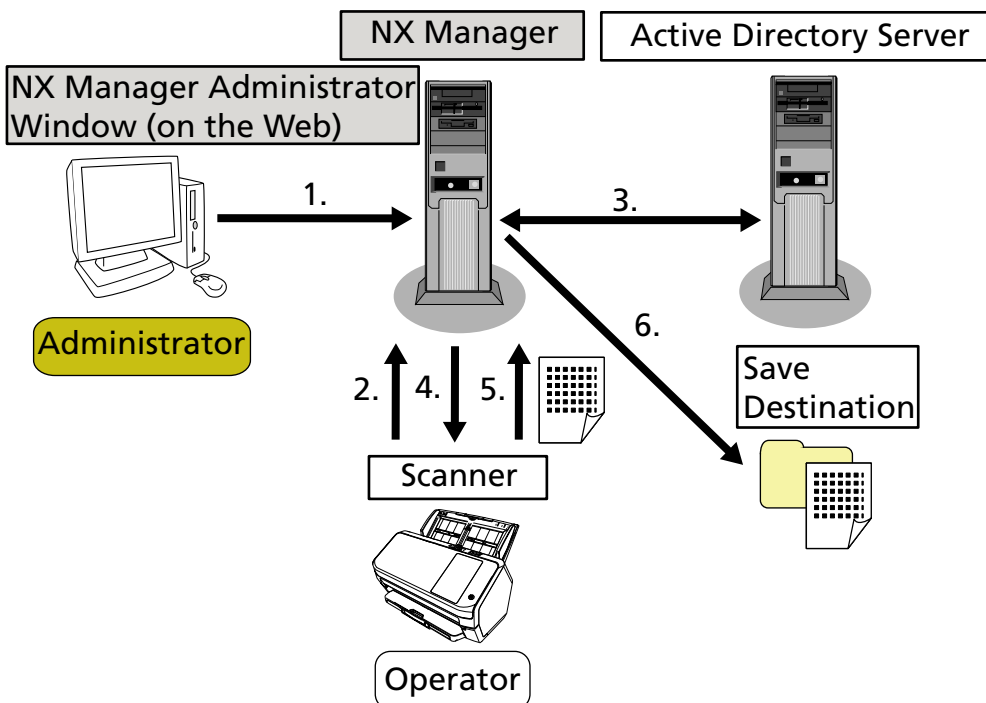 NX Manager
Active Directory Server
NX Manager Administrator
Window (on the Web)
1.
3.
Administrator
6.
2.
4.
5.
Save
Destination
Scanner
Operator